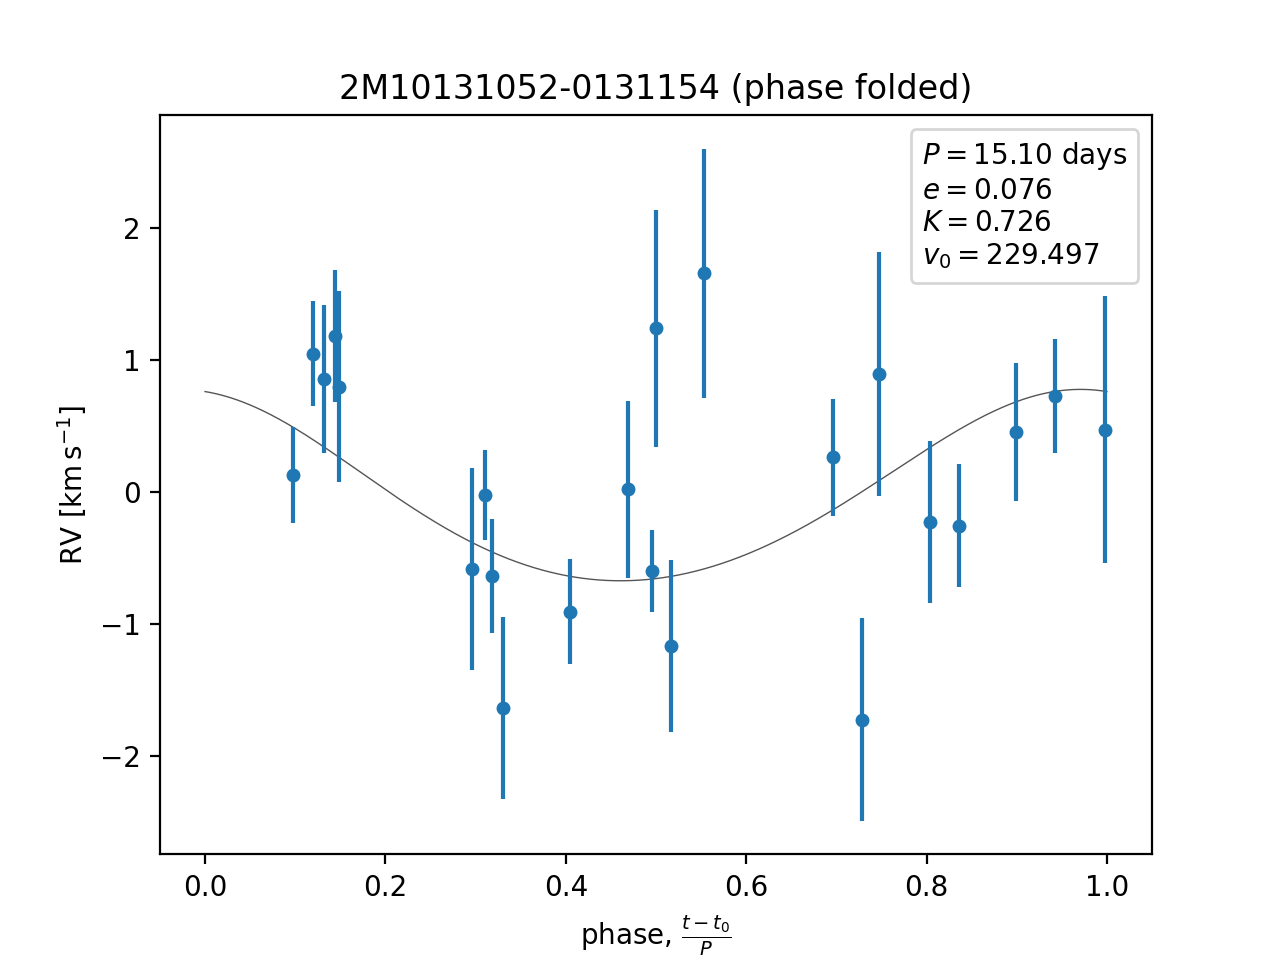 2M10131052-0131154 (phase folded)
P = 15.10 days
e = 0.076
K = 0.726
v₀ = 229.497
RV [km s⁻¹]
2
1
0
−1
−2
0.0 0.2 0.4 0.6 0.8 1.0
phase, (t − t₀)/P